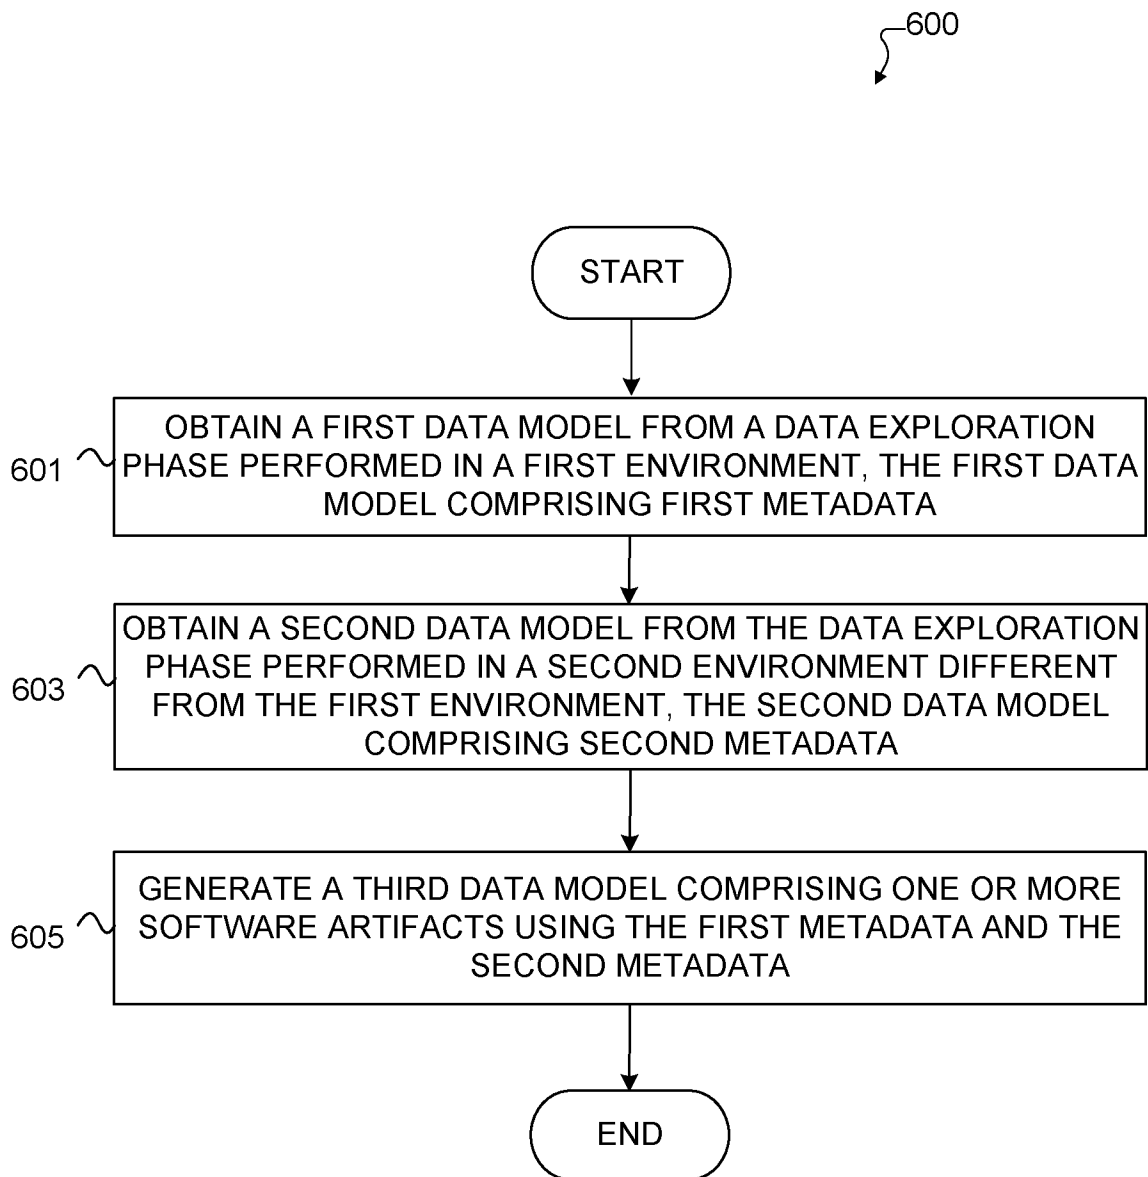 600
START
601
OBTAIN A FIRST DATA MODEL FROM A DATA EXPLORATION
PHASE PERFORMED IN A FIRST ENVIRONMENT, THE FIRST DATA
MODEL COMPRISING FIRST METADATA
603
OBTAIN A SECOND DATA MODEL FROM THE DATA EXPLORATION
PHASE PERFORMED IN A SECOND ENVIRONMENT DIFFERENT
FROM THE FIRST ENVIRONMENT, THE SECOND DATA MODEL
COMPRISING SECOND METADATA
605
GENERATE A THIRD DATA MODEL COMPRISING ONE OR MORE
SOFTWARE ARTIFACTS USING THE FIRST METADATA AND THE
SECOND METADATA
END